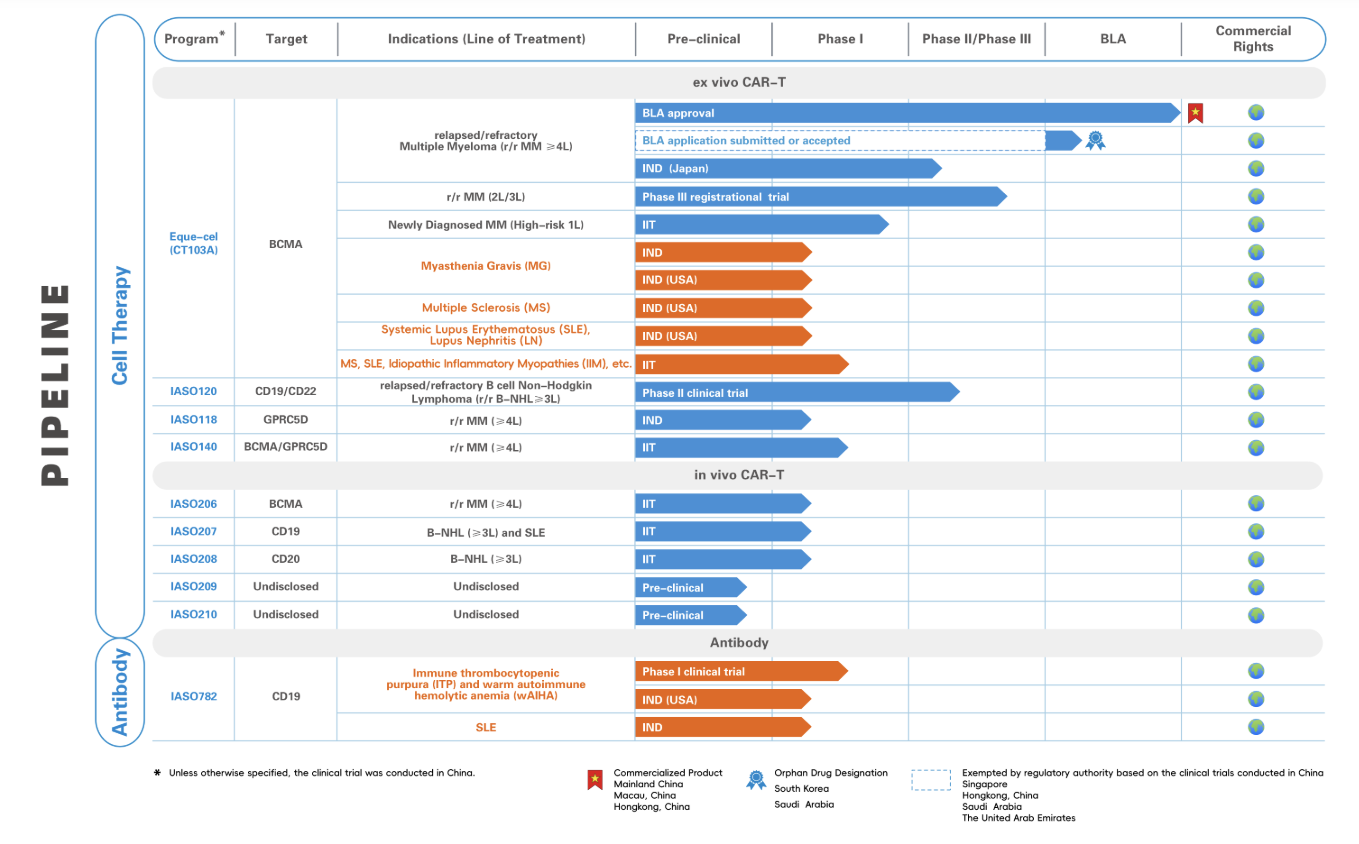 PIPELINE
Cell Therapy
Antibody
Program*
Target
Indications (Line of Treatment)
Pre-clinical
Phase I
Phase II/Phase III
BLA
Commercial
Rights
ex vivo CAR-T
Eque-cel
(CT103A)
BCMA
relapsed/refractory
Multiple Myeloma (r/r MM ≥4L)
BLA approval
BLA application submitted or accepted
IND (Japan)
r/r MM (2L/3L)
Phase III registrational trial
Newly Diagnosed MM (High-risk 1L)
IIT
Myasthenia Gravis (MG)
IND
IND (USA)
Multiple Sclerosis (MS)
IND (USA)
Systemic Lupus Erythematosus (SLE),
Lupus Nephritis (LN)
IND (USA)
MS, SLE, Idiopathic Inflammatory Myopathies (IIM), etc.
IIT
IASO120
CD19/CD22
relapsed/refractory B cell Non-Hodgkin
Lymphoma (r/r B-NHL≥3L)
Phase II clinical trial
IASO118
GPRC5D
r/r MM (≥4L)
IND
IASO140
BCMA/GPRC5D
r/r MM (≥4L)
IIT
in vivo CAR-T
IASO206
BCMA
r/r MM (≥4L)
IIT
IASO207
CD19
B-NHL (≥3L) and SLE
IIT
IASO208
CD20
B-NHL (≥3L)
IIT
IASO209
Undisclosed
Undisclosed
Pre-clinical
IASO210
Undisclosed
Undisclosed
Pre-clinical
Antibody
IASO782
CD19
Immune thrombocytopenic
purpura (ITP) and warm autoimmune
hemolytic anemia (wAIHA)
Phase I clinical trial
IND (USA)
SLE
IND
* Unless otherwise specified, the clinical trial was conducted in China.
Commercialized Product
Mainland China
Macau, China
Hongkong, China
Orphan Drug Designation
South Korea
Saudi Arabia
Exempted by regulatory authority based on the clinical trials conducted in China
Singapore
Hongkong, China
Saudi Arabia
The United Arab Emirates